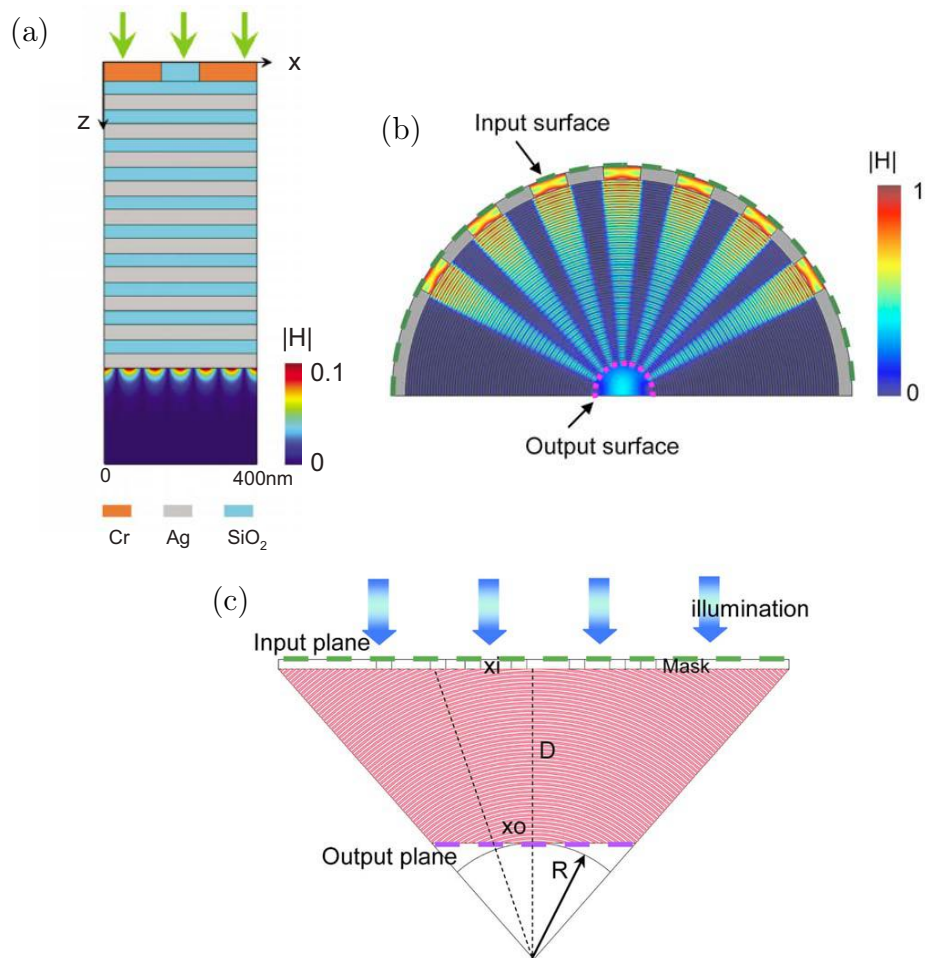 (a)
x
z
|H|
0.1
0
0
400nm
Cr
Ag
SiO₂
(b)
Input surface
|H|
1
0
Output surface
(c)
illumination
Input plane
xi
Mask
D
xo
Output plane
R